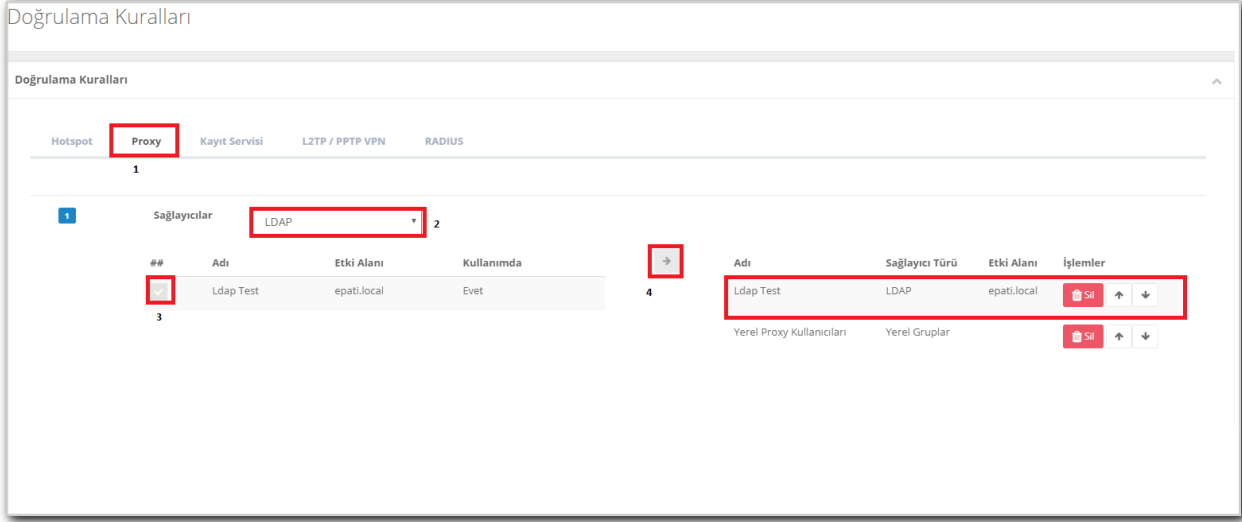 Doğrulama Kuralları
Doğrulama Kuralları
Hotspot Proxy Kayıt Servisi L2TP / PPTP VPN RADIUS
1
1 Sağlayıcılar LDAP 2
## Adı Etki Alanı Kullanımda
Ldap Test epati.local Evet
3
4
Adı Sağlayıcı Türü Etki Alanı İşlemler
Ldap Test LDAP epati.local Sil
Yerel Proxy Kullanıcıları Yerel Gruplar Sil